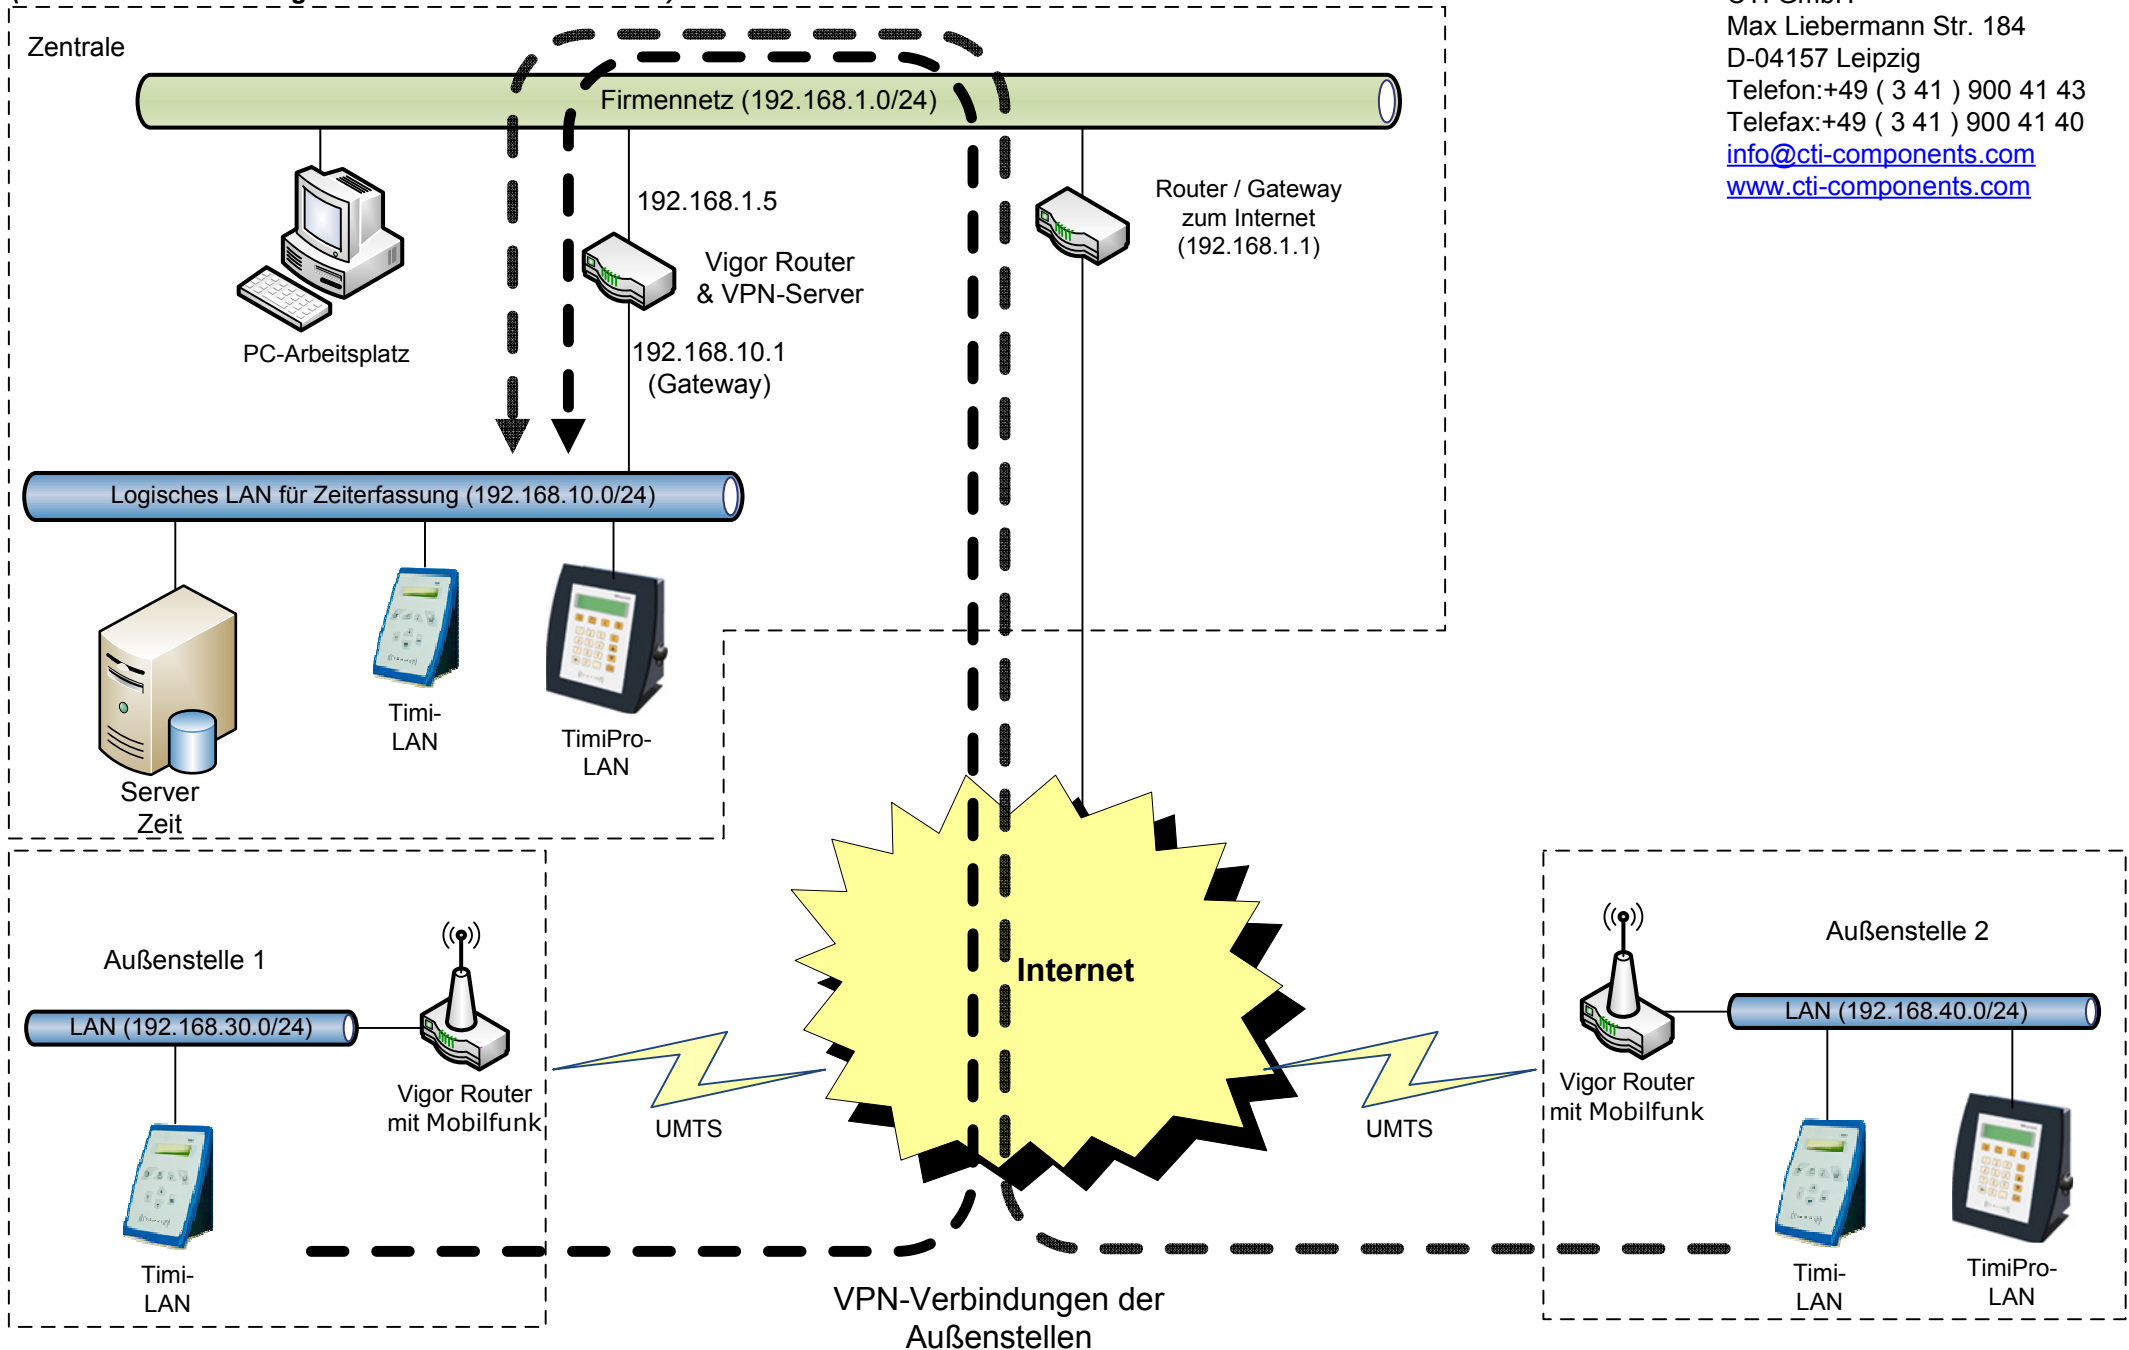 Zentrale
Max Liebermann Str. 184
D-04157 Leipzig
Telefon:+49 ( 3 41 ) 900 41 43
Telefax:+49 ( 3 41 ) 900 41 40
info@cti-components.com
www.cti-components.com
Firmennetz (192.168.1.0/24)
192.168.1.5
Router / Gateway
zum Internet
(192.168.1.1)
Vigor Router
& VPN-Server
PC-Arbeitsplatz
192.168.10.1
(Gateway)
Logisches LAN für Zeiterfassung (192.168.10.0/24)
Timi-
LAN
TimiPro-
LAN
Server
Zeit
Außenstelle 1
LAN (192.168.30.0/24)
Vigor Router
mit Mobilfunk
Timi-
LAN
UMTS
Internet
UMTS
Außenstelle 2
LAN (192.168.40.0/24)
Vigor Router
mit Mobilfunk
Timi-
LAN
TimiPro-
LAN
VPN-Verbindungen der
Außenstellen